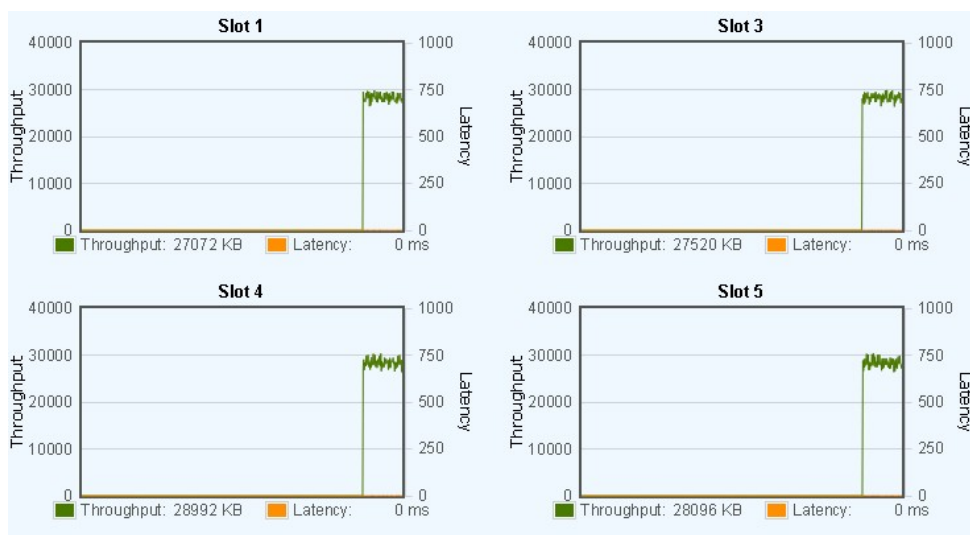 Slot 1
40000
30000
20000
10000
0
Throughput
1000
750
500
250
0
Latency
Throughput: 27072 KB Latency: 0 ms
Slot 3
40000
30000
20000
10000
0
Throughput
1000
750
500
250
0
Latency
Throughput: 27520 KB Latency: 0 ms
Slot 4
40000
30000
20000
10000
0
Throughput
1000
750
500
250
0
Latency
Throughput: 28992 KB Latency: 0 ms
Slot 5
40000
30000
20000
10000
0
Throughput
1000
750
500
250
0
Latency
Throughput: 28096 KB Latency: 0 ms